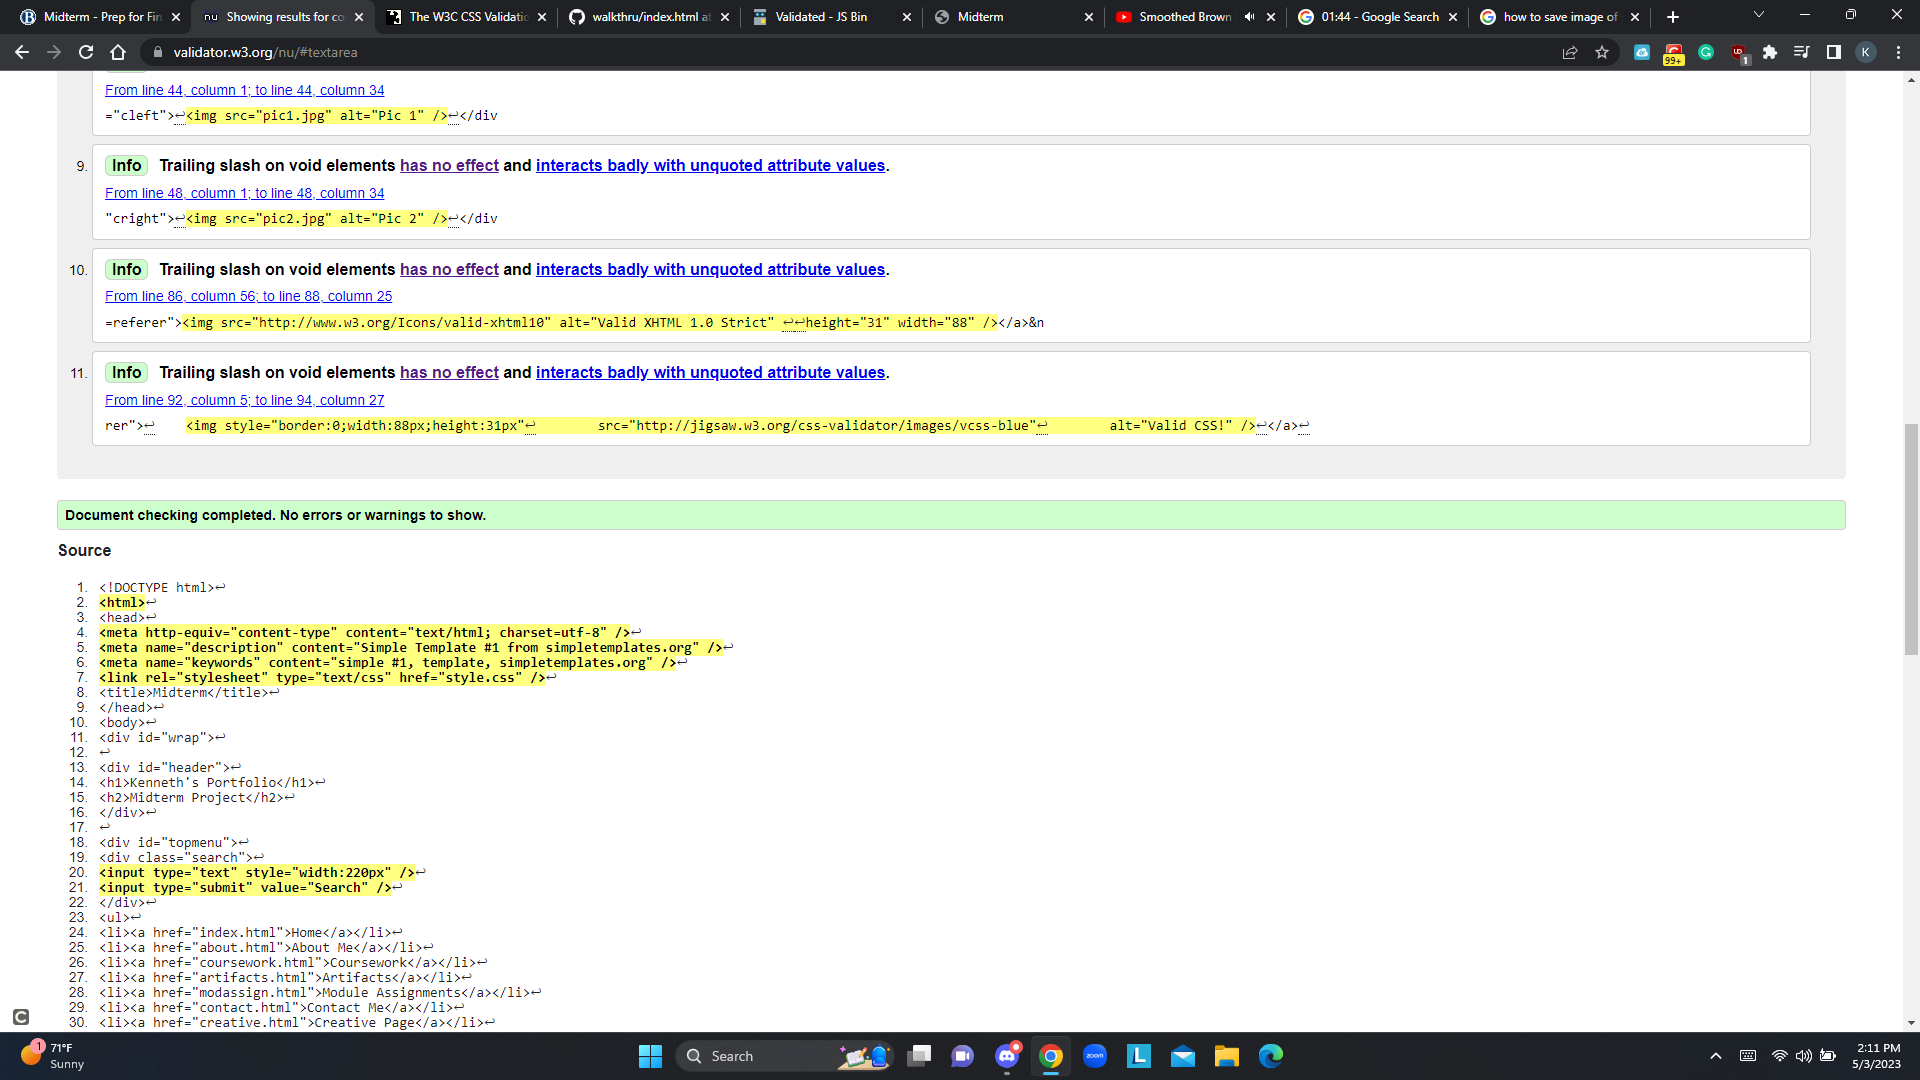 Midterm - Prep for Fin
Showing results for co
The W3C CSS Validatio
walkthru/index.html at
Validated - JS Bin
Midterm
Smoothed Brown
01:44 - Google Search
how to save image of
validator.w3.org/nu/#textarea
99+
1
K
From line 44, column 1; to line 44, column 34
="cleft">↩<img src="pic1.jpg" alt="Pic 1" />↩</div
9. Info Trailing slash on void elements has no effect and interacts badly with unquoted attribute values.
From line 48, column 1; to line 48, column 34
"cright">↩<img src="pic2.jpg" alt="Pic 2" />↩</div
10. Info Trailing slash on void elements has no effect and interacts badly with unquoted attribute values.
From line 86, column 56; to line 88, column 25
=referer"><img src="http://www.w3.org/Icons/valid-xhtml10" alt="Valid XHTML 1.0 Strict" ↩↩height="31" width="88" /></a>&n
11. Info Trailing slash on void elements has no effect and interacts badly with unquoted attribute values.
From line 92, column 5; to line 94, column 27
rer">↩ <img style="border:0;width:88px;height:31px"↩ src="http://jigsaw.w3.org/css-validator/images/vcss-blue"↩ alt="Valid CSS!" />↩</a>↩
Document checking completed. No errors or warnings to show.
Source
1. <!DOCTYPE html>↩
2. <html>↩
3. <head>↩
4. <meta http-equiv="content-type" content="text/html; charset=utf-8" />↩
5. <meta name="description" content="Simple Template #1 from simpletemplates.org" />↩
6. <meta name="keywords" content="simple #1, template, simpletemplates.org" />↩
7. <link rel="stylesheet" type="text/css" href="style.css" />↩
8. <title>Midterm</title>↩
9. </head>↩
10. <body>↩
11. <div id="wrap">↩
12. ↩
13. <div id="header">↩
14. <h1>Kenneth's Portfolio</h1>↩
15. <h2>Midterm Project</h2>↩
16. </div>↩
17. ↩
18. <div id="topmenu">↩
19. <div class="search">↩
20. <input type="text" style="width:220px" />↩
21. <input type="submit" value="Search" />↩
22. </div>↩
23. <ul>↩
24. <li><a href="index.html">Home</a></li>↩
25. <li><a href="about.html">About Me</a></li>↩
26. <li><a href="coursework.html">Coursework</a></li>↩
27. <li><a href="artifacts.html">Artifacts</a></li>↩
28. <li><a href="modassign.html">Module Assignments</a></li>↩
29. <li><a href="contact.html">Contact Me</a></li>↩
30. <li><a href="creative.html">Creative Page</a></li>↩
1
71°F
Sunny
Search
zoom
L
2:11 PM
5/3/2023